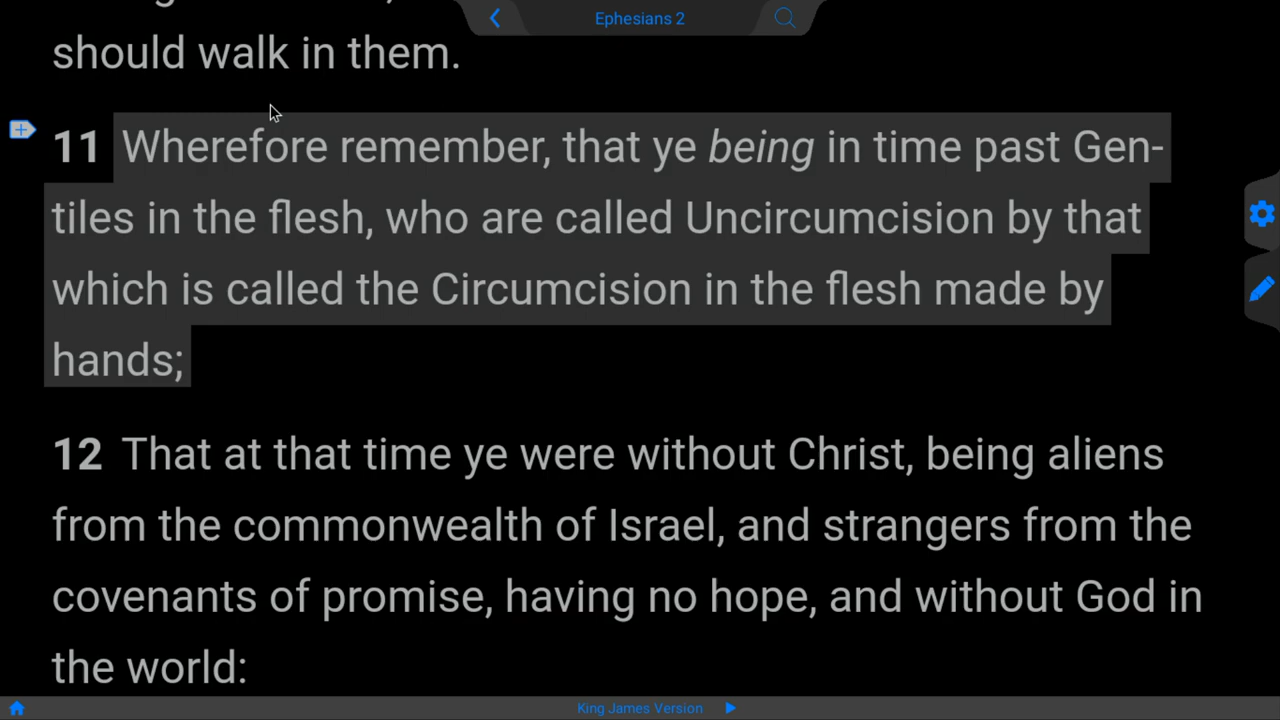 Ephesians 2
should walk in them.
11 Wherefore remember, that ye being in time past Gen-
tiles in the flesh, who are called Uncircumcision by that
which is called the Circumcision in the flesh made by
hands;
12 That at that time ye were without Christ, being aliens
from the commonwealth of Israel, and strangers from the
covenants of promise, having no hope, and without God in
the world:
King James Version